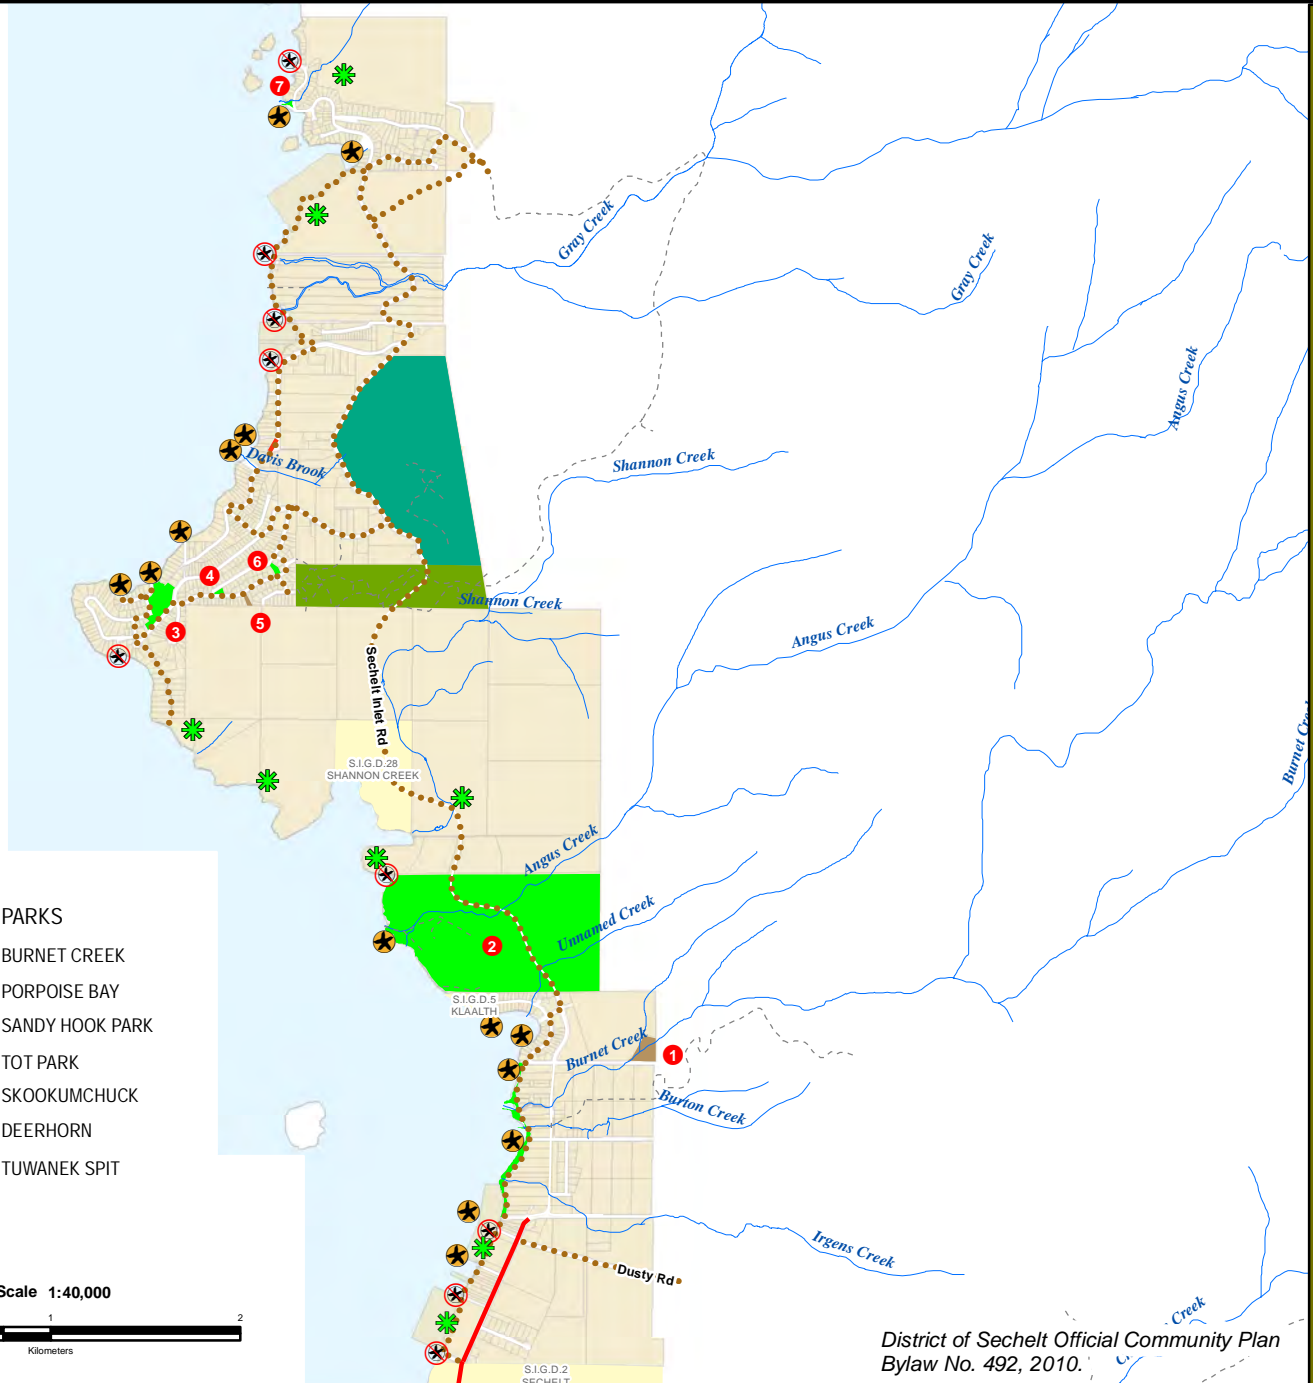 7
Gray Creek
Gray Creek
Angus Creek
Davis Brook
Shannon Creek
6
4
Shannon Creek
5
3
Angus Creek
Sechelt Inlet Rd
S.I.G.D.28
SHANNON CREEK
Angus Creek
Unnamed Creek
2
S.I.G.D.5
KLAALTH
Burnet Creek
1
Burton Creek
Irgens Creek
Dusty Rd
Creek
S.I.G.D.2
SECHELT
PARKS
BURNET CREEK
PORPOISE BAY
SANDY HOOK PARK
TOT PARK
SKOOKUMCHUCK
DEERHORN
TUWANEK SPIT
Scale 1:40,000
1 2
Kilometers
District of Sechelt Official Community Plan
Bylaw No. 492, 2010.